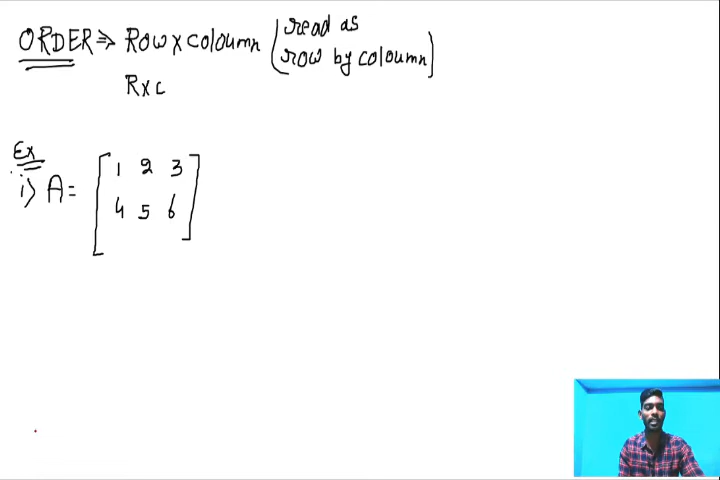 ORDER ⇒ Row x coloumn (read as
row by coloumn)
R x c
Ex
i) A = [1 2 3
4 5 6]